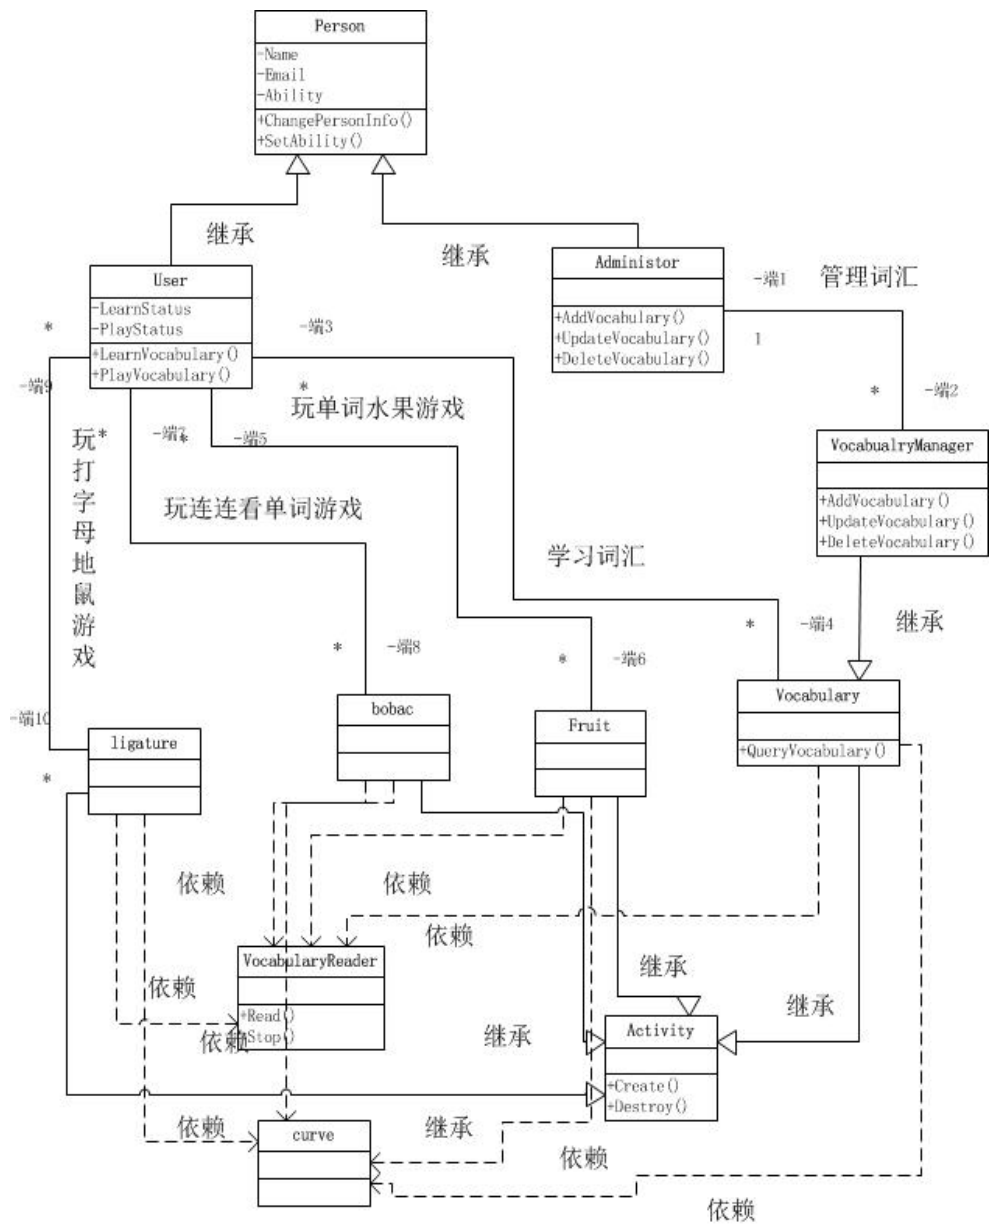 Person
-Name
-Email
-Ability
+ChangePersonInfo()
+SetAbility()
继承
继承
User
-LearnStatus
-PlayStatus
+LearnVocabulary()
+PlayVocabulary()
Administor
+AddVocabulary()
+UpdateVocabulary()
+DeleteVocabulary()
-端1
管理词汇
1
*
-端3
-端9
*
玩单词水果游戏
*
-端2
-端7
*
*
-端5
玩打字母地鼠游戏
VocabualryManager
+AddVocabulary()
+UpdateVocabulary()
+DeleteVocabulary()
玩连连看单词游戏
学习词汇
*
-端4
继承
*
-端8
*
-端6
-端10
*
ligature
bobac
Fruit
Vocabulary
+QueryVocabulary()
依赖
依赖
依赖
VocabularyReader
+Read()
+Stop()
依赖
依赖
继承
继承
继承
Activity
+Create()
+Destroy()
依赖
继承
curve
依赖
依赖